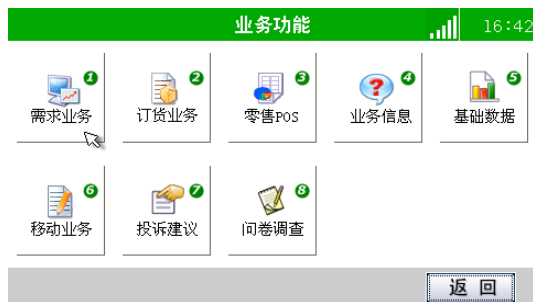 业务功能 16:42
1 2 3 4 5
需求业务 订货业务 零售POS 业务信息 基础数据
6 7 8
移动业务 投诉建议 问卷调查
返回